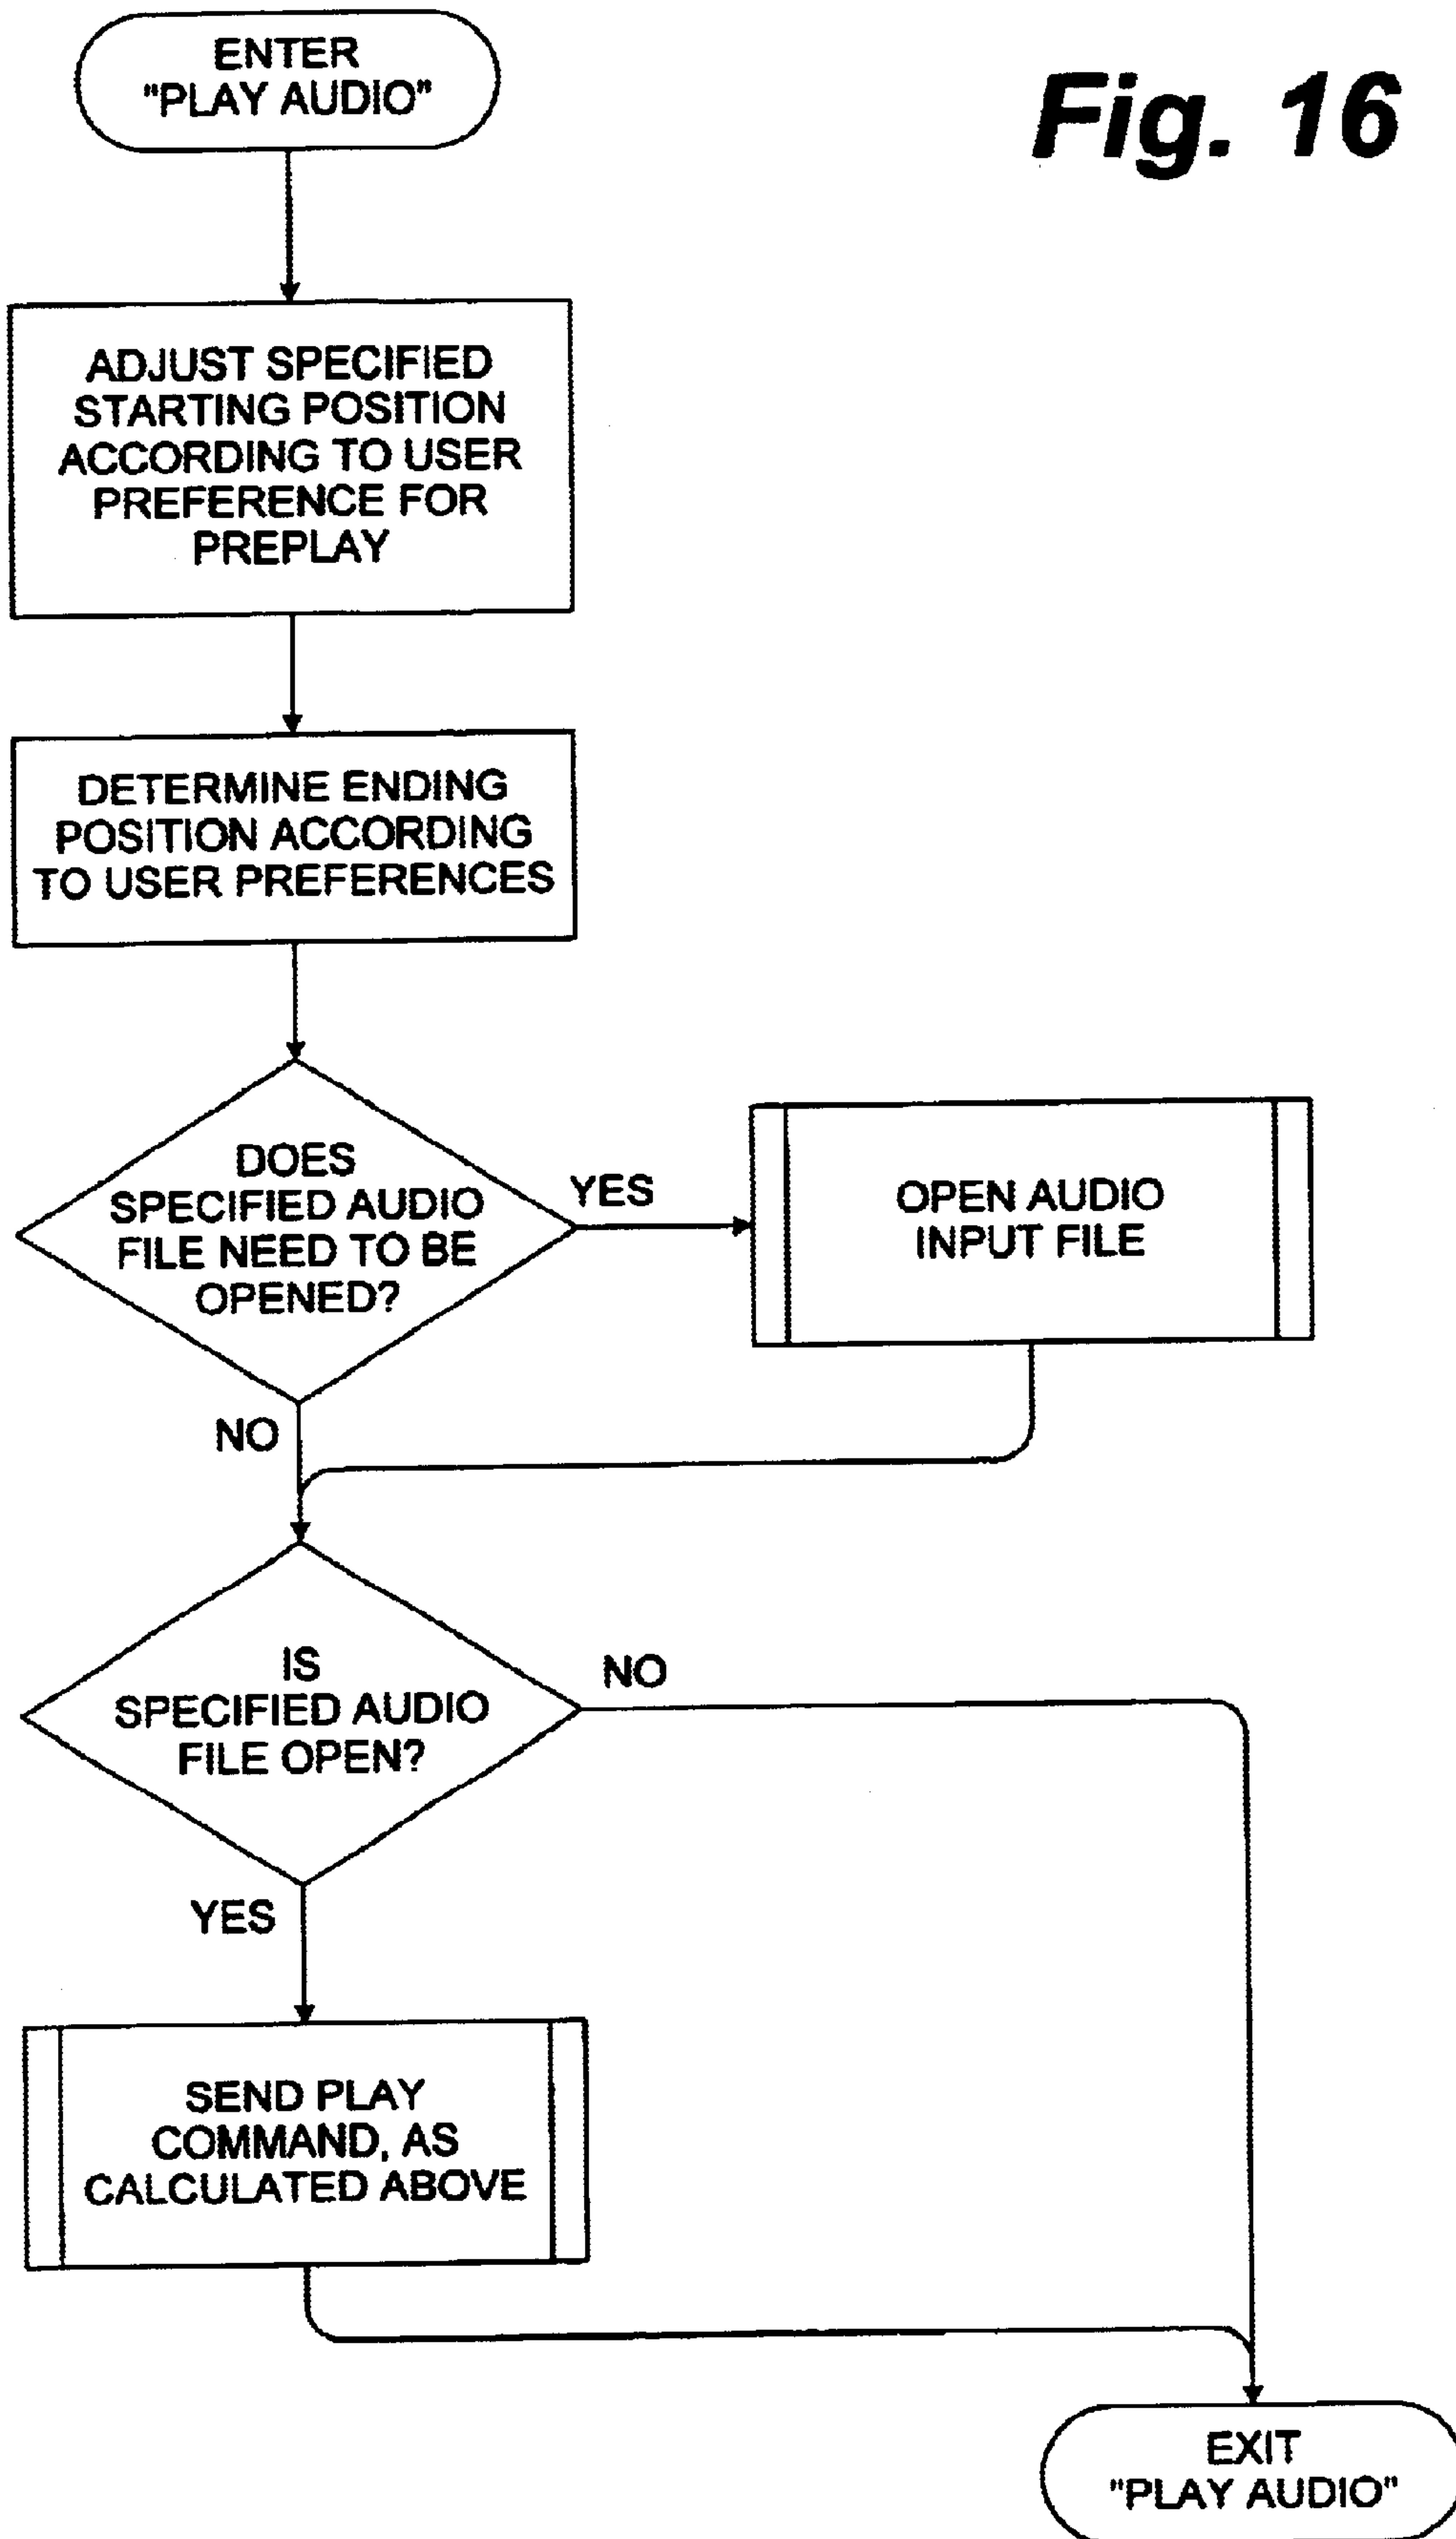 Fig. 16
ENTER
"PLAY AUDIO"
ADJUST SPECIFIED
STARTING POSITION
ACCORDING TO USER
PREFERENCE FOR
PREPLAY
DETERMINE ENDING
POSITION ACCORDING
TO USER PREFERENCES
DOES
SPECIFIED AUDIO
FILE NEED TO BE
OPENED?
YES
OPEN AUDIO
INPUT FILE
NO
IS
SPECIFIED AUDIO
FILE OPEN?
NO
YES
SEND PLAY
COMMAND, AS
CALCULATED ABOVE
EXIT
"PLAY AUDIO"